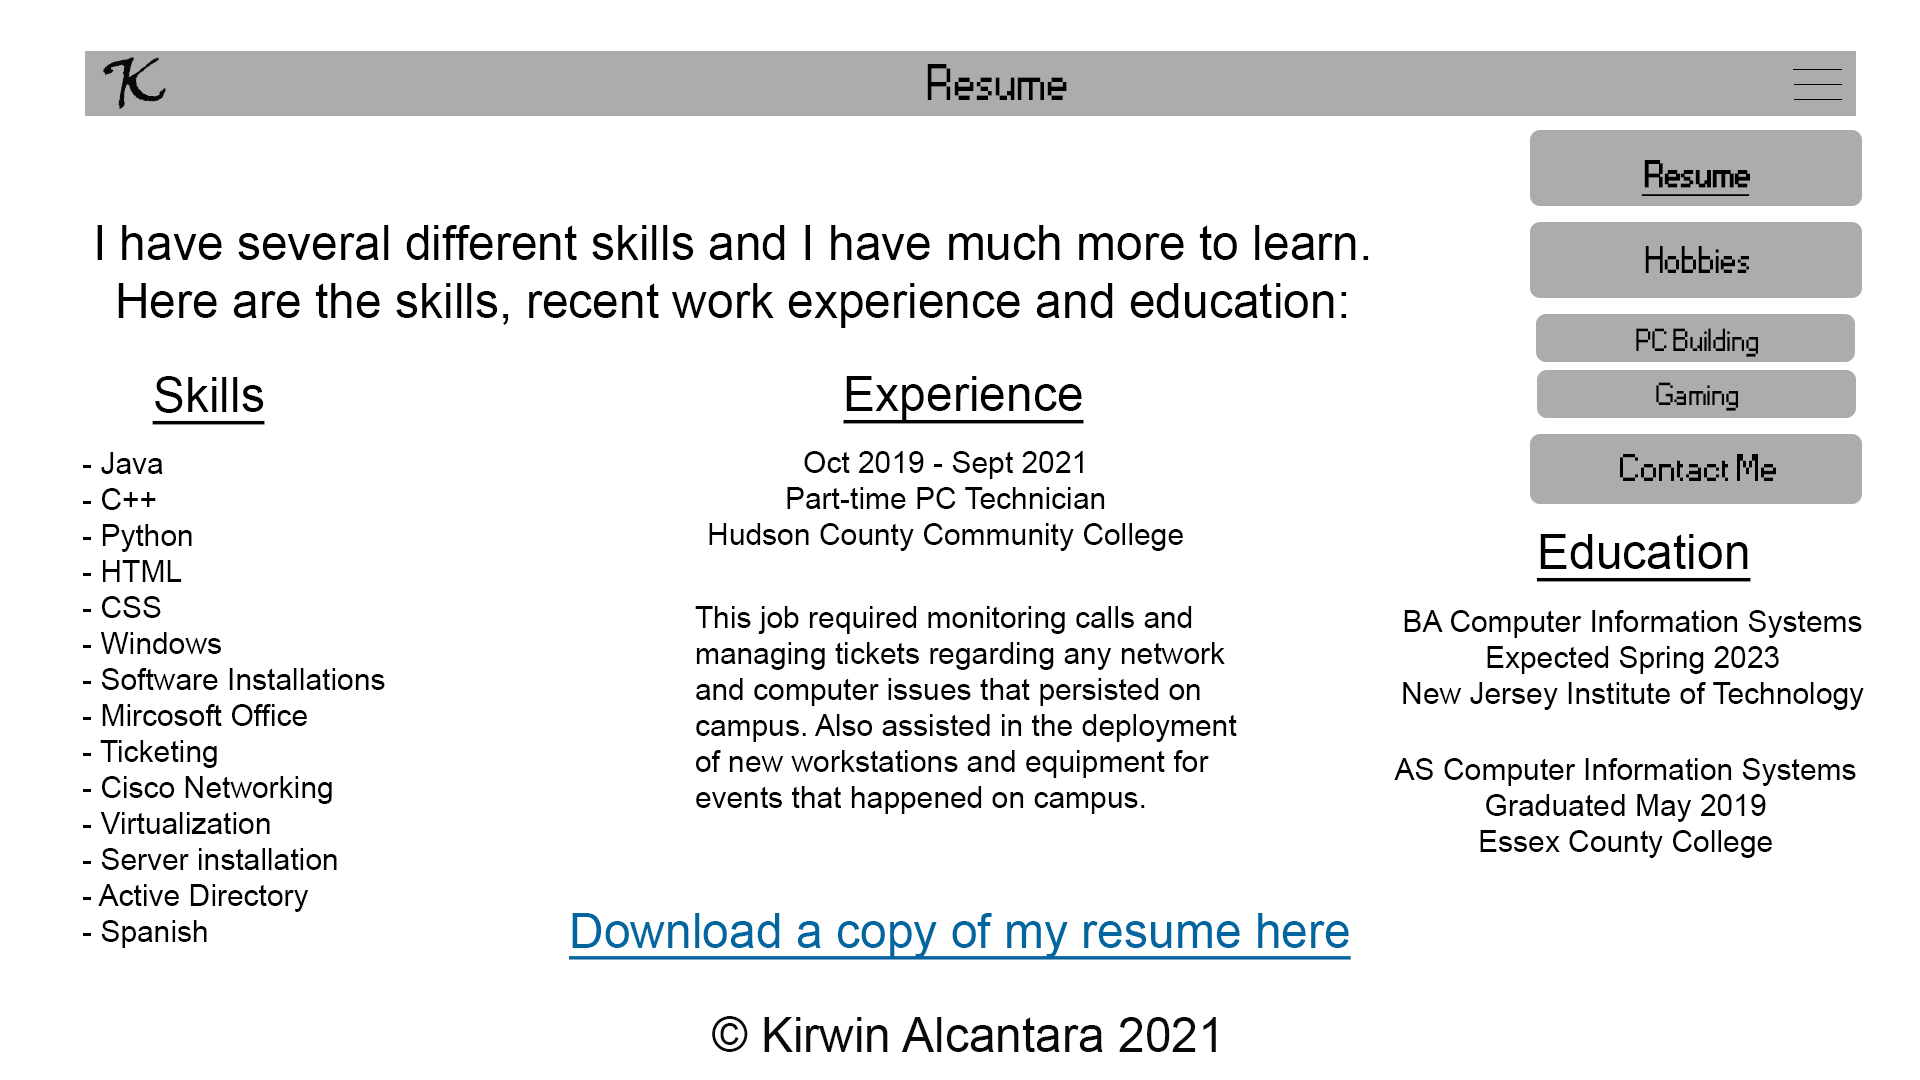 K
Resume
Resume
Hobbies
PC Building
Gaming
Contact Me
I have several different skills and I have much more to learn.
Here are the skills, recent work experience and education:
Skills
- Java
- C++
- Python
- HTML
- CSS
- Windows
- Software Installations
- Mircosoft Office
- Ticketing
- Cisco Networking
- Virtualization
- Server installation
- Active Directory
- Spanish
Experience
Oct 2019 - Sept 2021
Part-time PC Technician
Hudson County Community College
This job required monitoring calls and
managing tickets regarding any network
and computer issues that persisted on
campus. Also assisted in the deployment
of new workstations and equipment for
events that happened on campus.
Education
BA Computer Information Systems
Expected Spring 2023
New Jersey Institute of Technology
AS Computer Information Systems
Graduated May 2019
Essex County College
Download a copy of my resume here
© Kirwin Alcantara 2021